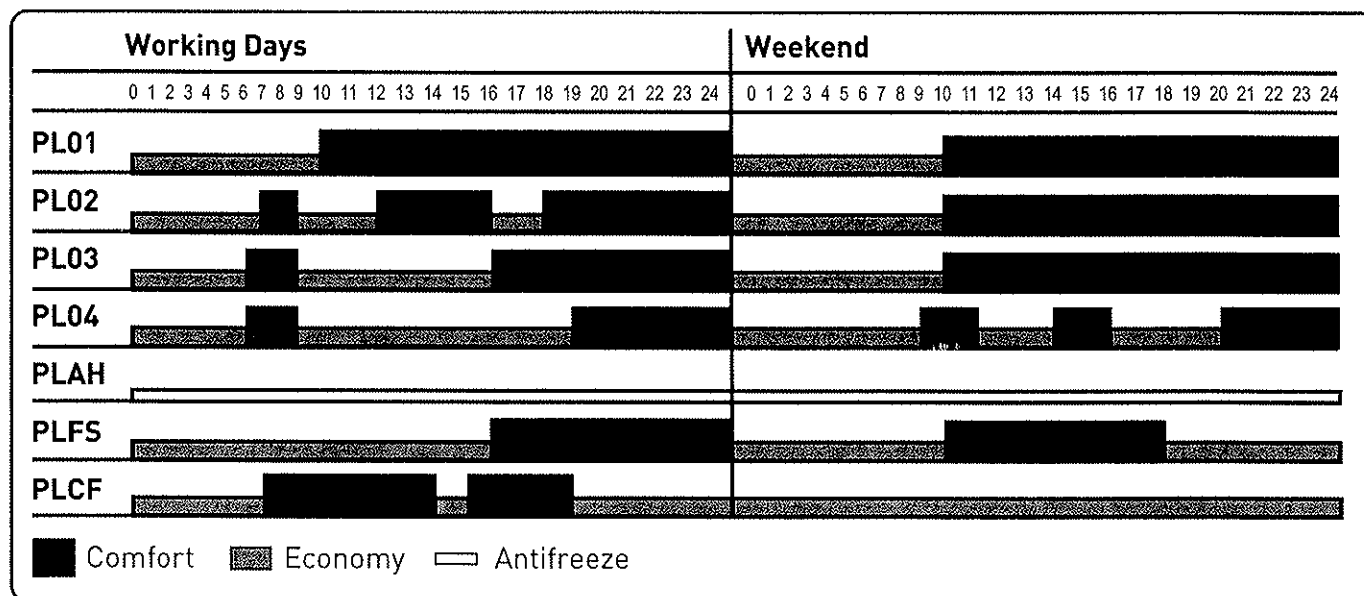 Working Days Weekend
0 1 2 3 4 5 6 7 8 9 10 11 12 13 14 15 16 17 18 19 20 21 22 23 24 0 1 2 3 4 5 6 7 8 9 10 11 12 13 14 15 16 17 18 19 20 21 22 23 24
PL01
PL02
PL03
PL04
PLAH
PLFS
PLCF
Comfort Economy Antifreeze